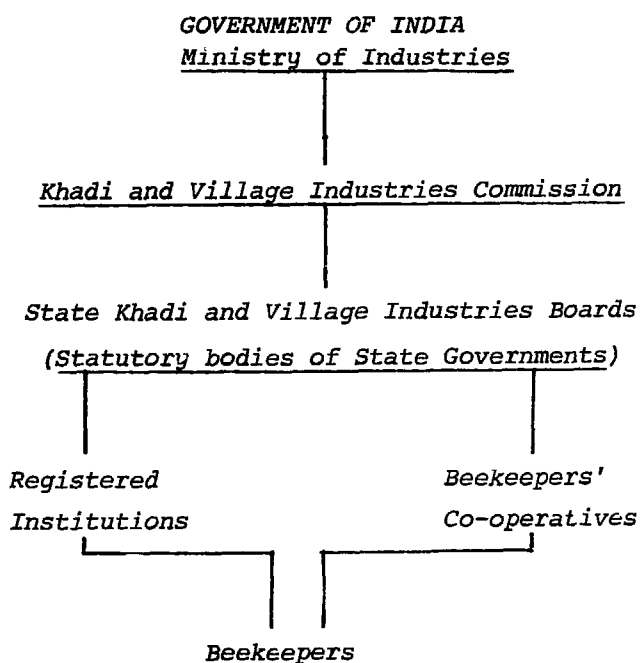 GOVERNMENT OF INDIA
Ministry of Industries
Khadi and Village Industries Commission
State Khadi and Village Industries Boards
(Statutory bodies of State Governments)
Registered
Institutions
Beekeepers'
Co-operatives
Beekeepers